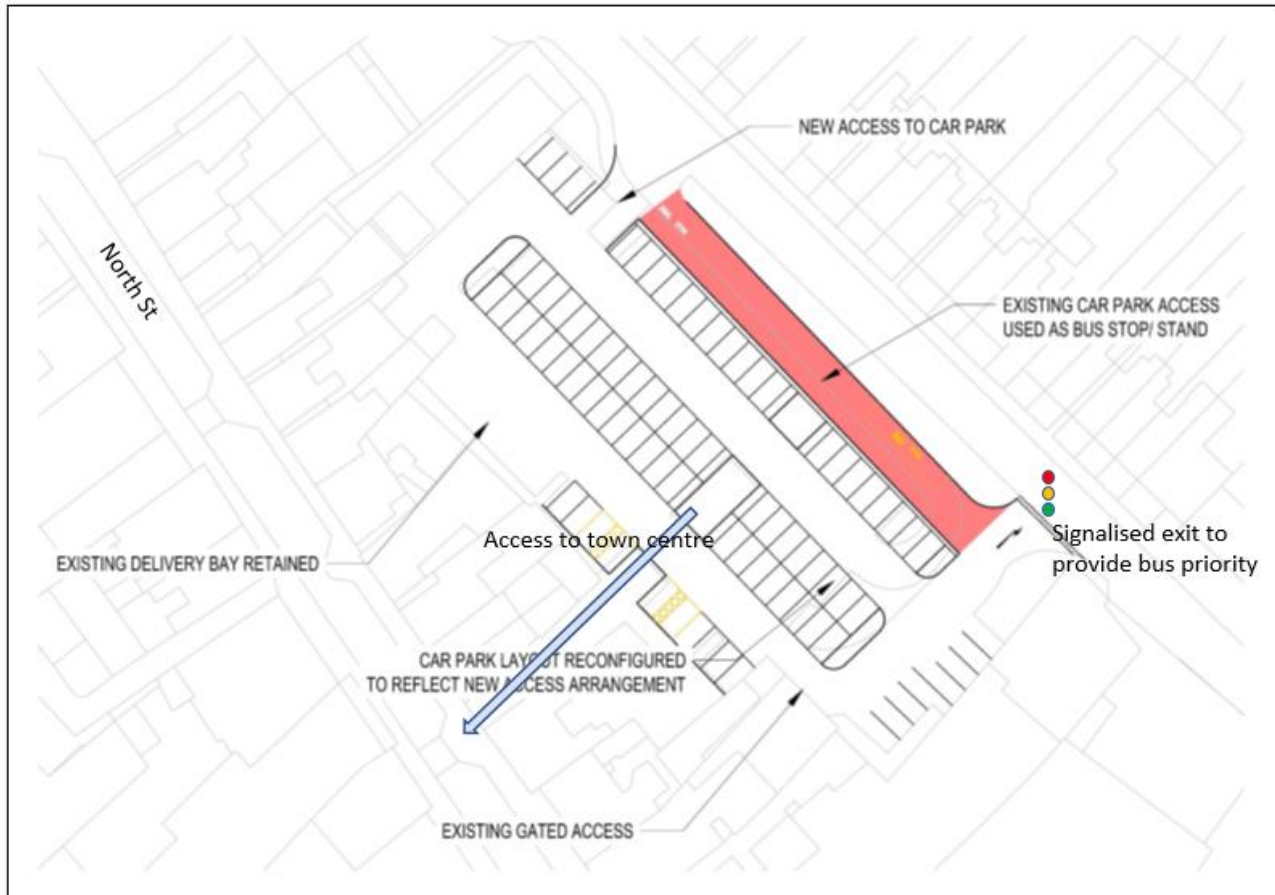 NEW ACCESS TO CAR PARK
North St
EXISTING CAR PARK ACCESS
USED AS BUS STOP/ STAND
Signalised exit to
provide bus priority
Access to town centre
EXISTING DELIVERY BAY RETAINED
CAR PARK LAYOUT RECONFIGURED
TO REFLECT NEW ACCESS ARRANGEMENT
EXISTING GATED ACCESS